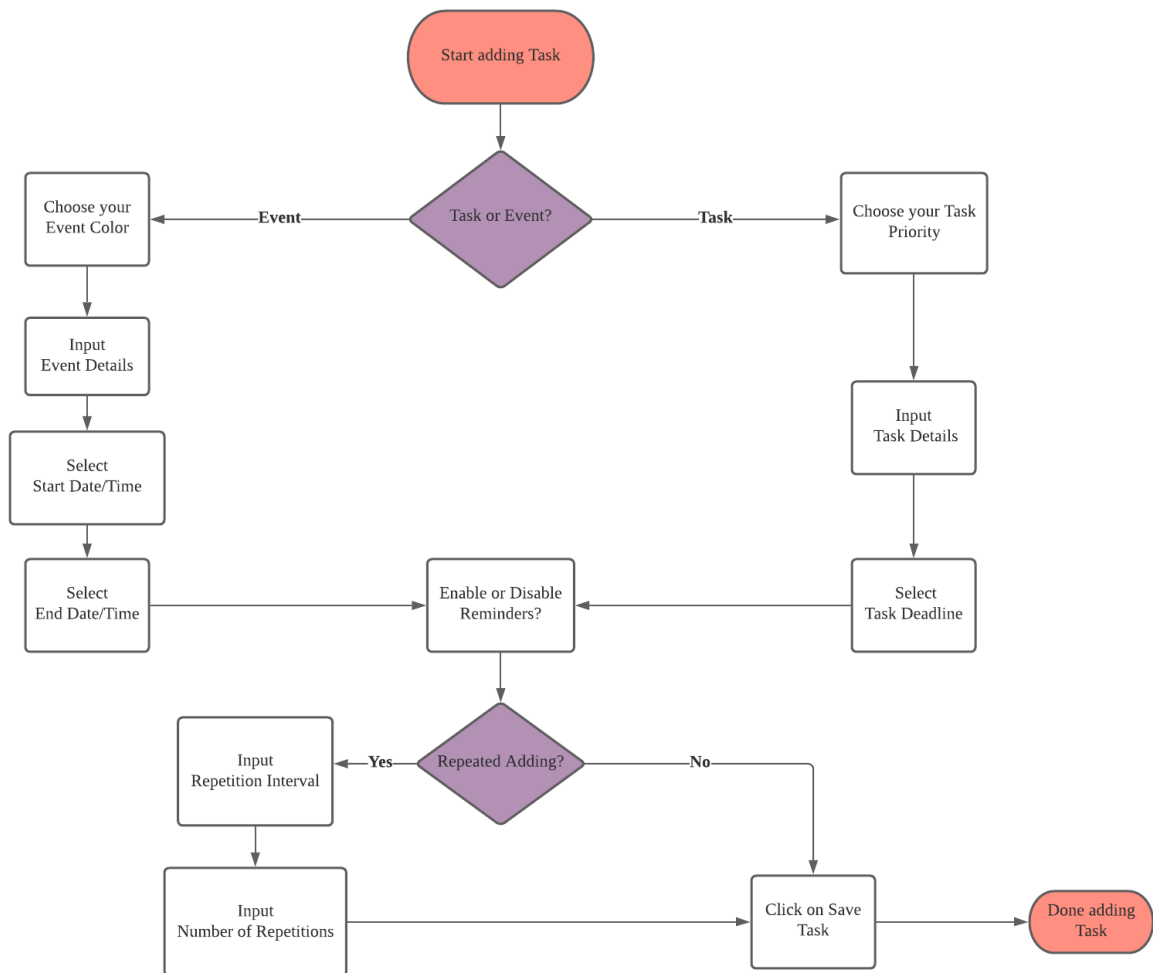 Start adding Task
Task or Event?
Event
Task
Choose your
Event Color
Choose your Task
Priority
Input
Event Details
Input
Task Details
Select
Start Date/Time
Select
End Date/Time
Enable or Disable
Reminders?
Select
Task Deadline
Repeated Adding?
Yes
No
Input
Repetition Interval
Input
Number of Repetitions
Click on Save
Task
Done adding
Task